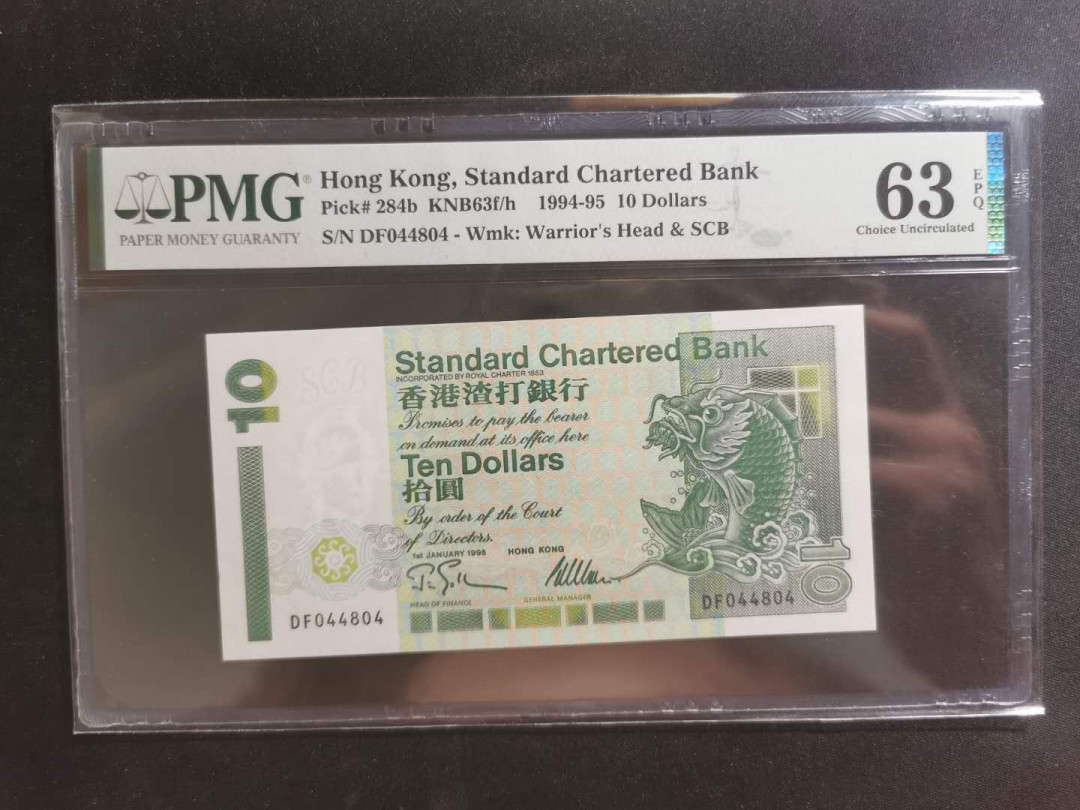 PMG®
PAPER MONEY GUARANTY
Hong Kong, Standard Chartered Bank
Pick# 284b KNB63f/h 1994-95 10 Dollars
S/N DF044804 - Wmk: Warrior's Head & SCB
63
EPQ
Choice Uncirculated
10
Standard Chartered Bank
INCORPORATED BY ROYAL CHARTER 1853
香港渣打銀行
Promises to pay the bearer
on demand at its office here
Ten Dollars
拾圓
By order of the Court
of Directors.
1st JANUARY 1995 HONG KONG
HEAD OF FINANCE
GENERAL MANAGER
DF044804
DF044804
10